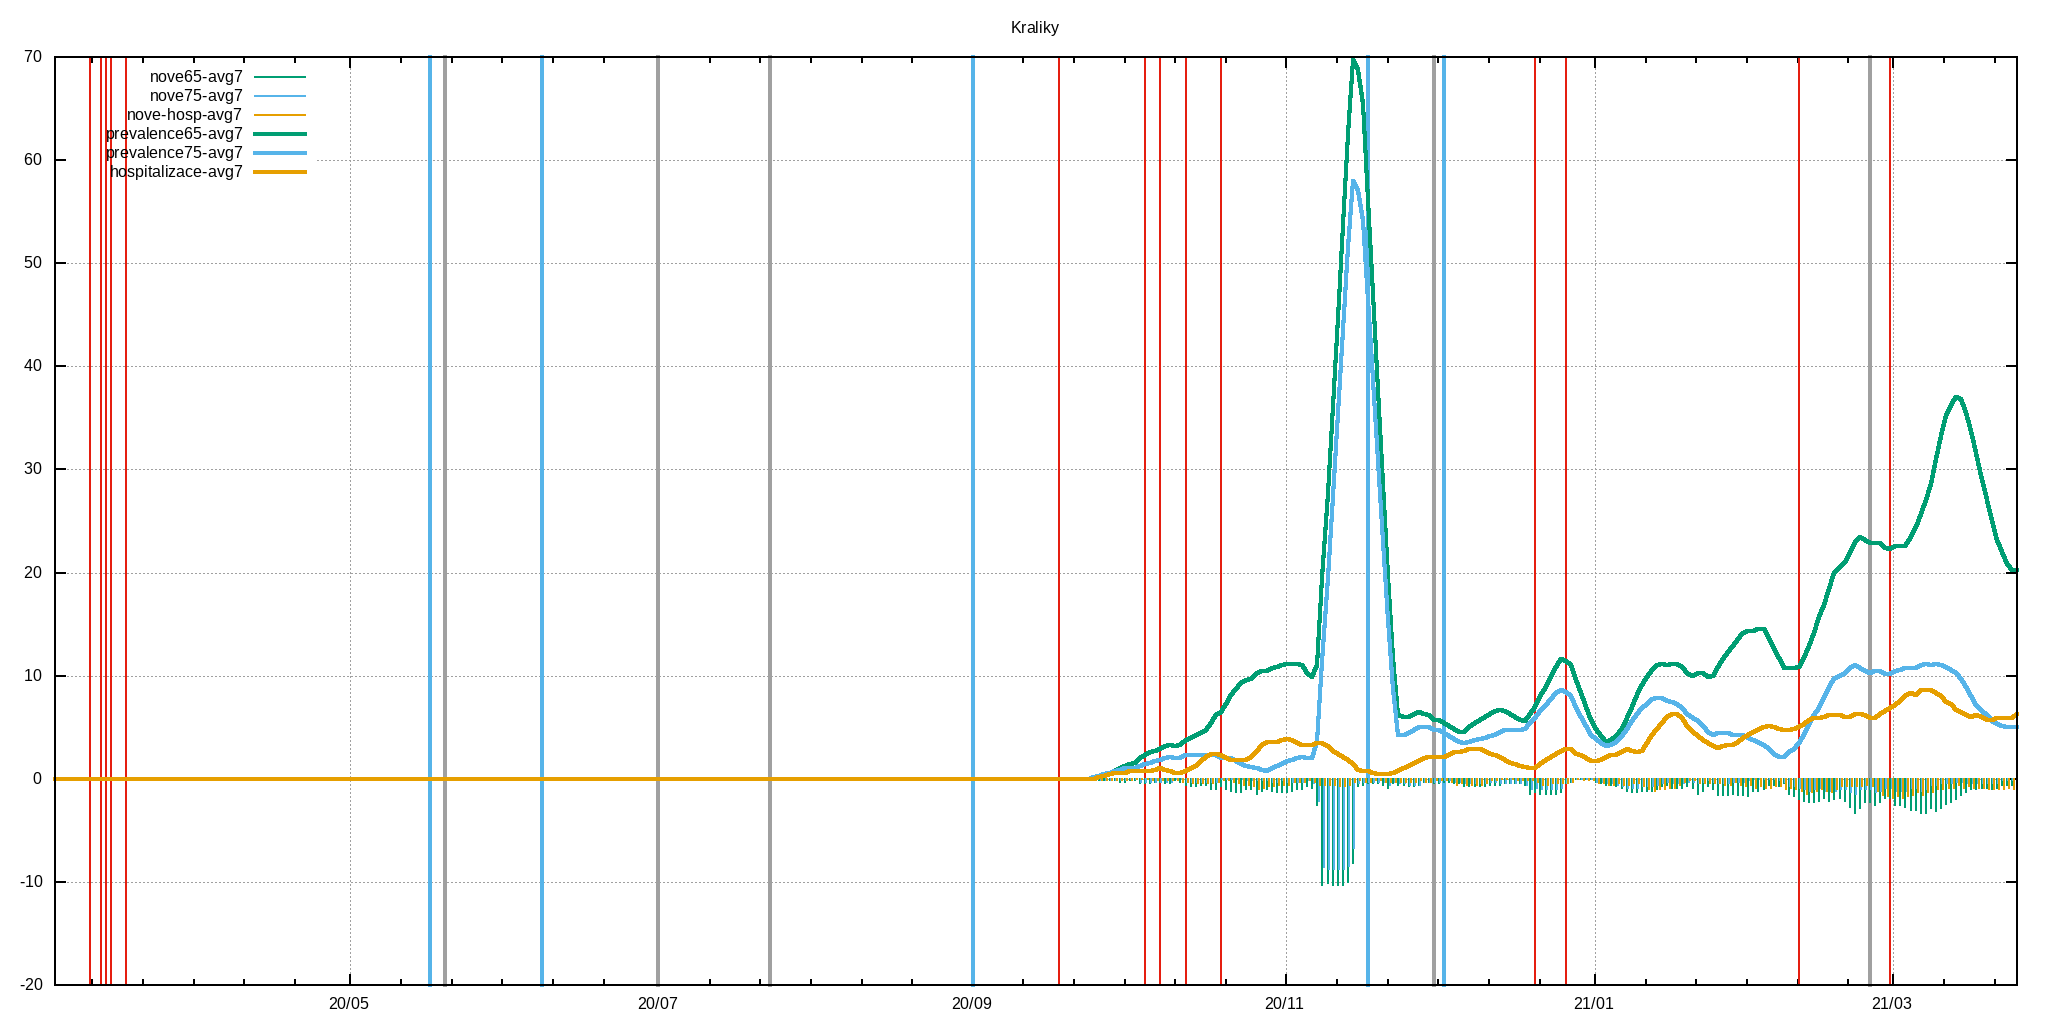 Kraliky
70
60
50
40
30
20
10
0
-10
-20
nove65-avg7
nove75-avg7
nove-hosp-avg7
prevalence65-avg7
prevalence75-avg7
hospitalizace-avg7
20/05 20/07 20/09 20/11 21/01 21/03